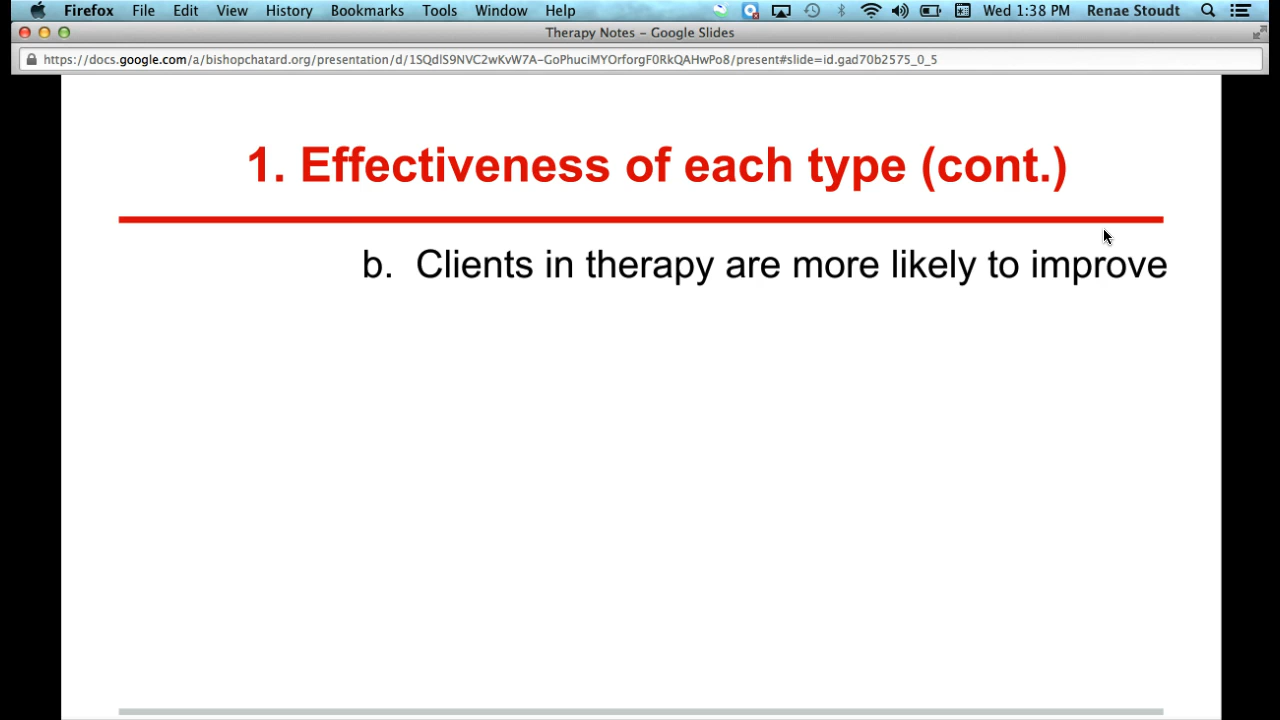 Firefox File Edit View History Bookmarks Tools Window Help Wed 1:38 PM Renae Stoudt
Therapy Notes – Google Slides
https://docs.google.com/a/bishopchatard.org/presentation/d/1SQdlS9NVC2wKvW7A-GoPhuciMYOrforgF0RkQAHwPo8/present#slide=id.gad70b2575_0_5
1. Effectiveness of each type (cont.)
b. Clients in therapy are more likely to improve